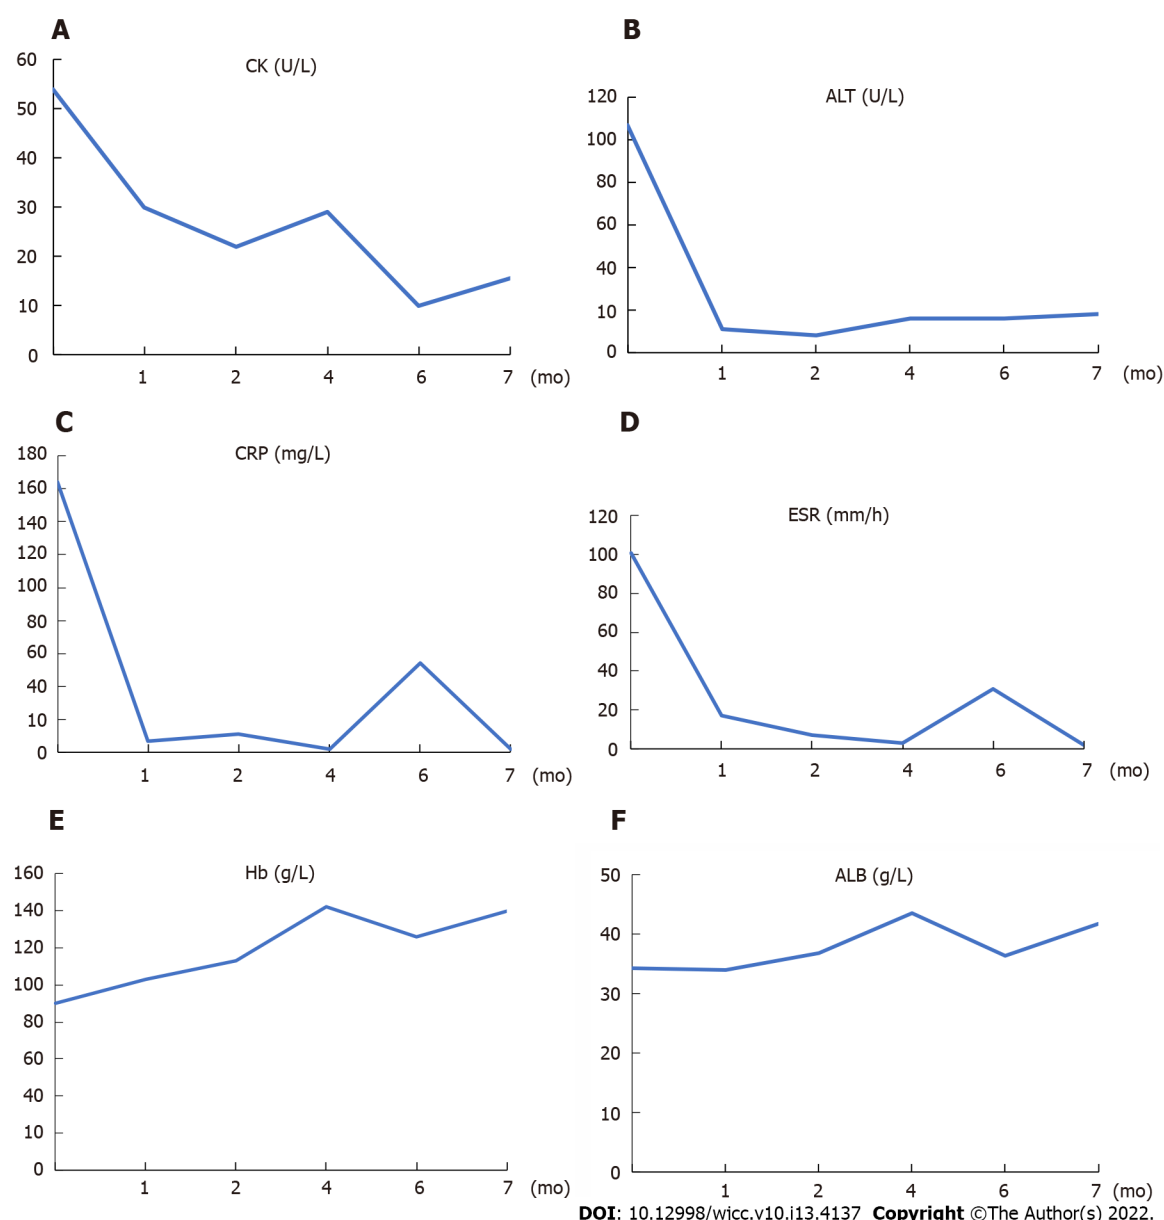 A
CK (U/L)
60
50
40
30
20
10
0
1 2 4 6 7 (mo)
B
ALT (U/L)
120
100
80
60
40
10
0
1 2 4 6 7 (mo)
C
CRP (mg/L)
180
160
140
120
100
80
60
40
10
0
1 2 4 6 7 (mo)
D
ESR (mm/h)
120
100
80
60
40
20
0
1 2 4 6 7 (mo)
E
Hb (g/L)
160
140
120
100
80
60
40
10
0
1 2 4 6 7 (mo)
F
ALB (g/L)
50
40
30
20
10
0
1 2 4 6 7 (mo)
DOI: 10.12998/wjcc.v10.i13.4137 Copyright ©The Author(s) 2022.